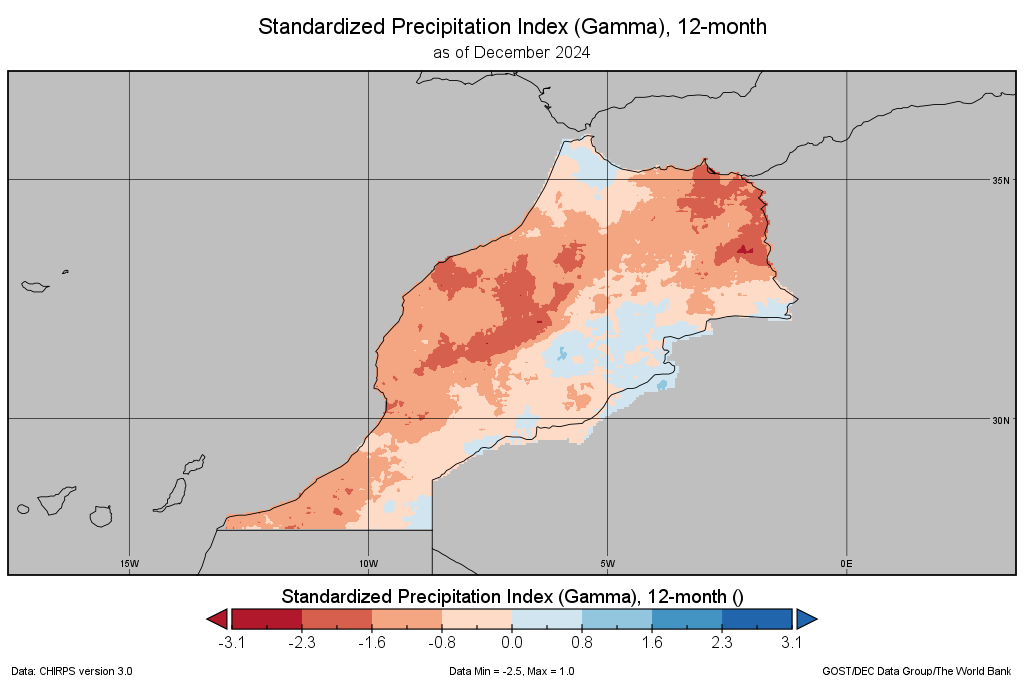 Standardized Precipitation Index (Gamma), 12-month
as of December 2024
35N
30N
15W 10W 5W 0E
Standardized Precipitation Index (Gamma), 12-month ()
-3.1 -2.3 -1.6 -0.8 0.0 0.8 1.6 2.3 3.1
Data: CHIRPS version 3.0 Data Min = -2.5, Max = 1.0 GOST/DEC Data Group/The World Bank